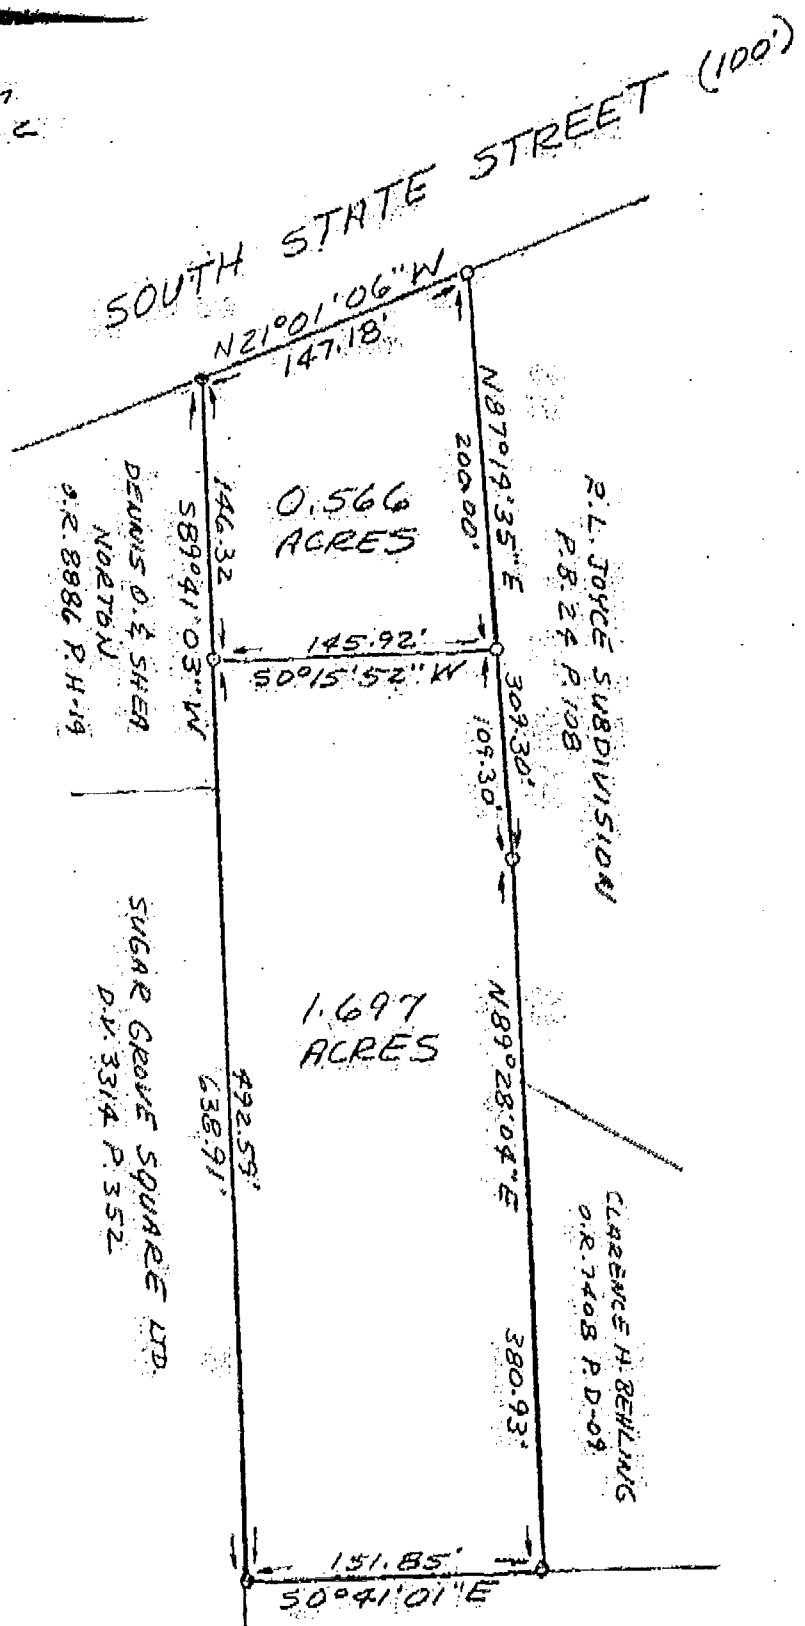 SOUTH STATE STREET (100')
N21°01'06"W
147.18'
N87°14'35"E
200.00'
R.L. JOYCE SUBDIVISION
P.B. 24 P. 108
0.566
ACRES
146.32
S89°41'03"W
DENNIS O. & SHEA
NORTON
O.R. 8886 P. H-19
145.92'
S0°15'52"W
309.30'
109.30'
1.697
ACRES
N89°28'04"E
380.93'
492.59'
638.91'
SUGAR GROVE SQUARE LTD.
D.V. 3314 P. 352
CLARENCE H. BEHLING
O.R. 7408 P. D-09
151.85'
S0°41'01"E